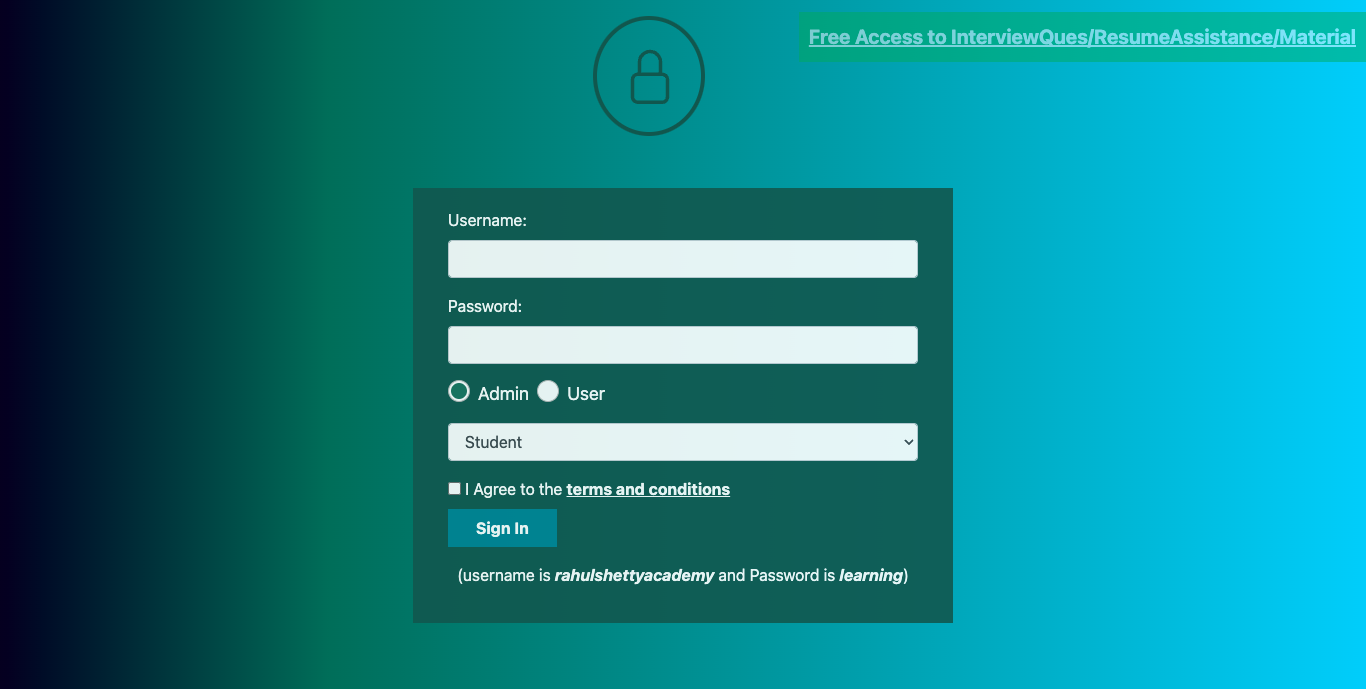 Free Access to InterviewQues/ResumeAssistance/Material
Username:
Password:
Admin User
Student
I Agree to the terms and conditions
Sign In
(username is rahulshettyacademy and Password is learning)